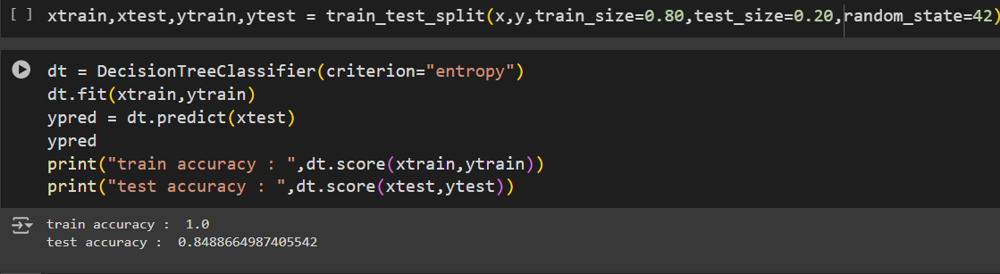 [ ] xtrain,xtest,ytrain,ytest = train_test_split(x,y,train_size=0.80,test_size=0.20,random_state=42)
dt = DecisionTreeClassifier(criterion="entropy")
dt.fit(xtrain,ytrain)
ypred = dt.predict(xtest)
ypred
print("train accuracy : ",dt.score(xtrain,ytrain))
print("test accuracy : ",dt.score(xtest,ytest))
train accuracy :  1.0
test accuracy :  0.8488664987405542